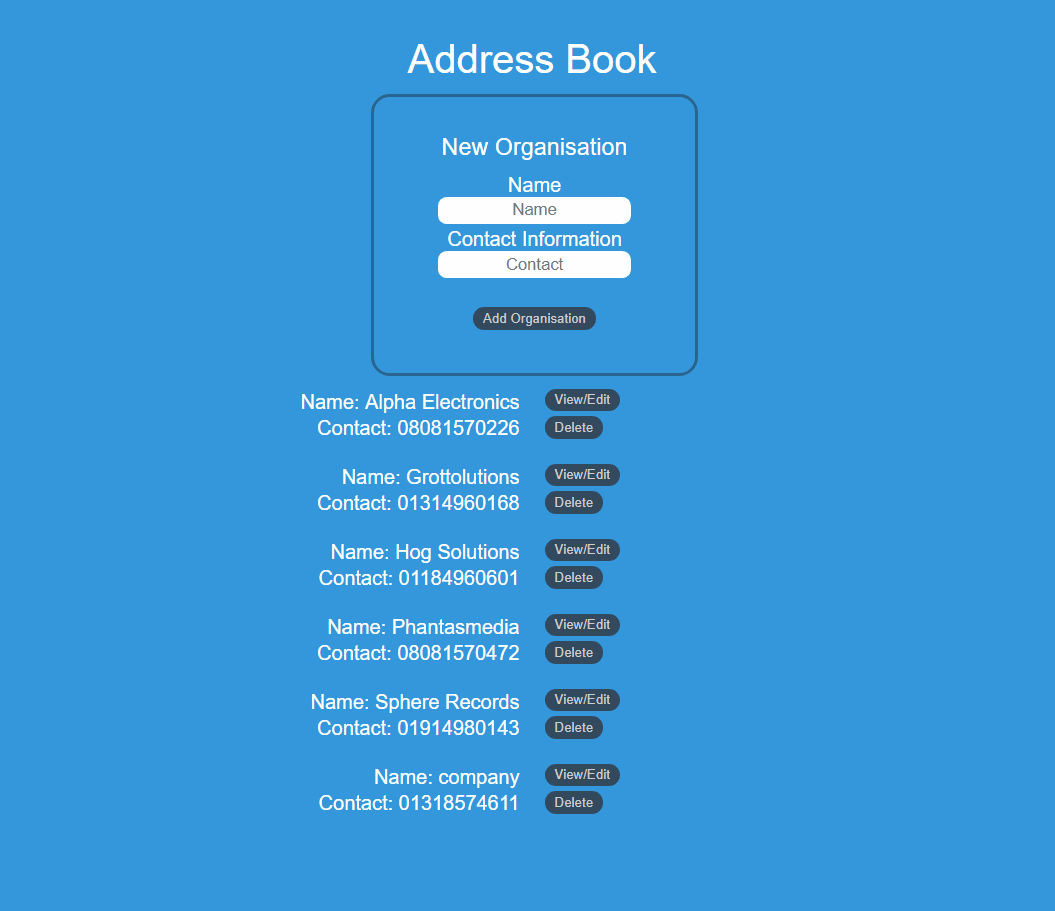 Address Book
New Organisation
Name
Name
Contact Information
Contact
Add Organisation
Name: Alpha Electronics View/Edit
Contact: 08081570226 Delete
Name: Grottolutions View/Edit
Contact: 01314960168 Delete
Name: Hog Solutions View/Edit
Contact: 01184960601 Delete
Name: Phantasmedia View/Edit
Contact: 08081570472 Delete
Name: Sphere Records View/Edit
Contact: 01914980143 Delete
Name: company View/Edit
Contact: 01318574611 Delete